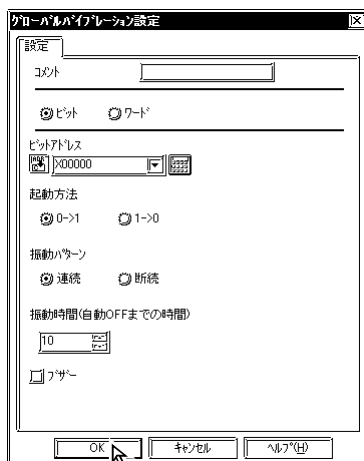 グローバルバイブレーション設定
設定
コメント
ビット ワード
ビットアドレス
X00000
起動方法
0->1 1->0
振動パターン
連続 断続
振動時間(自動OFFまでの時間)
10
ブザー
OK キャンセル ヘルプ(H)